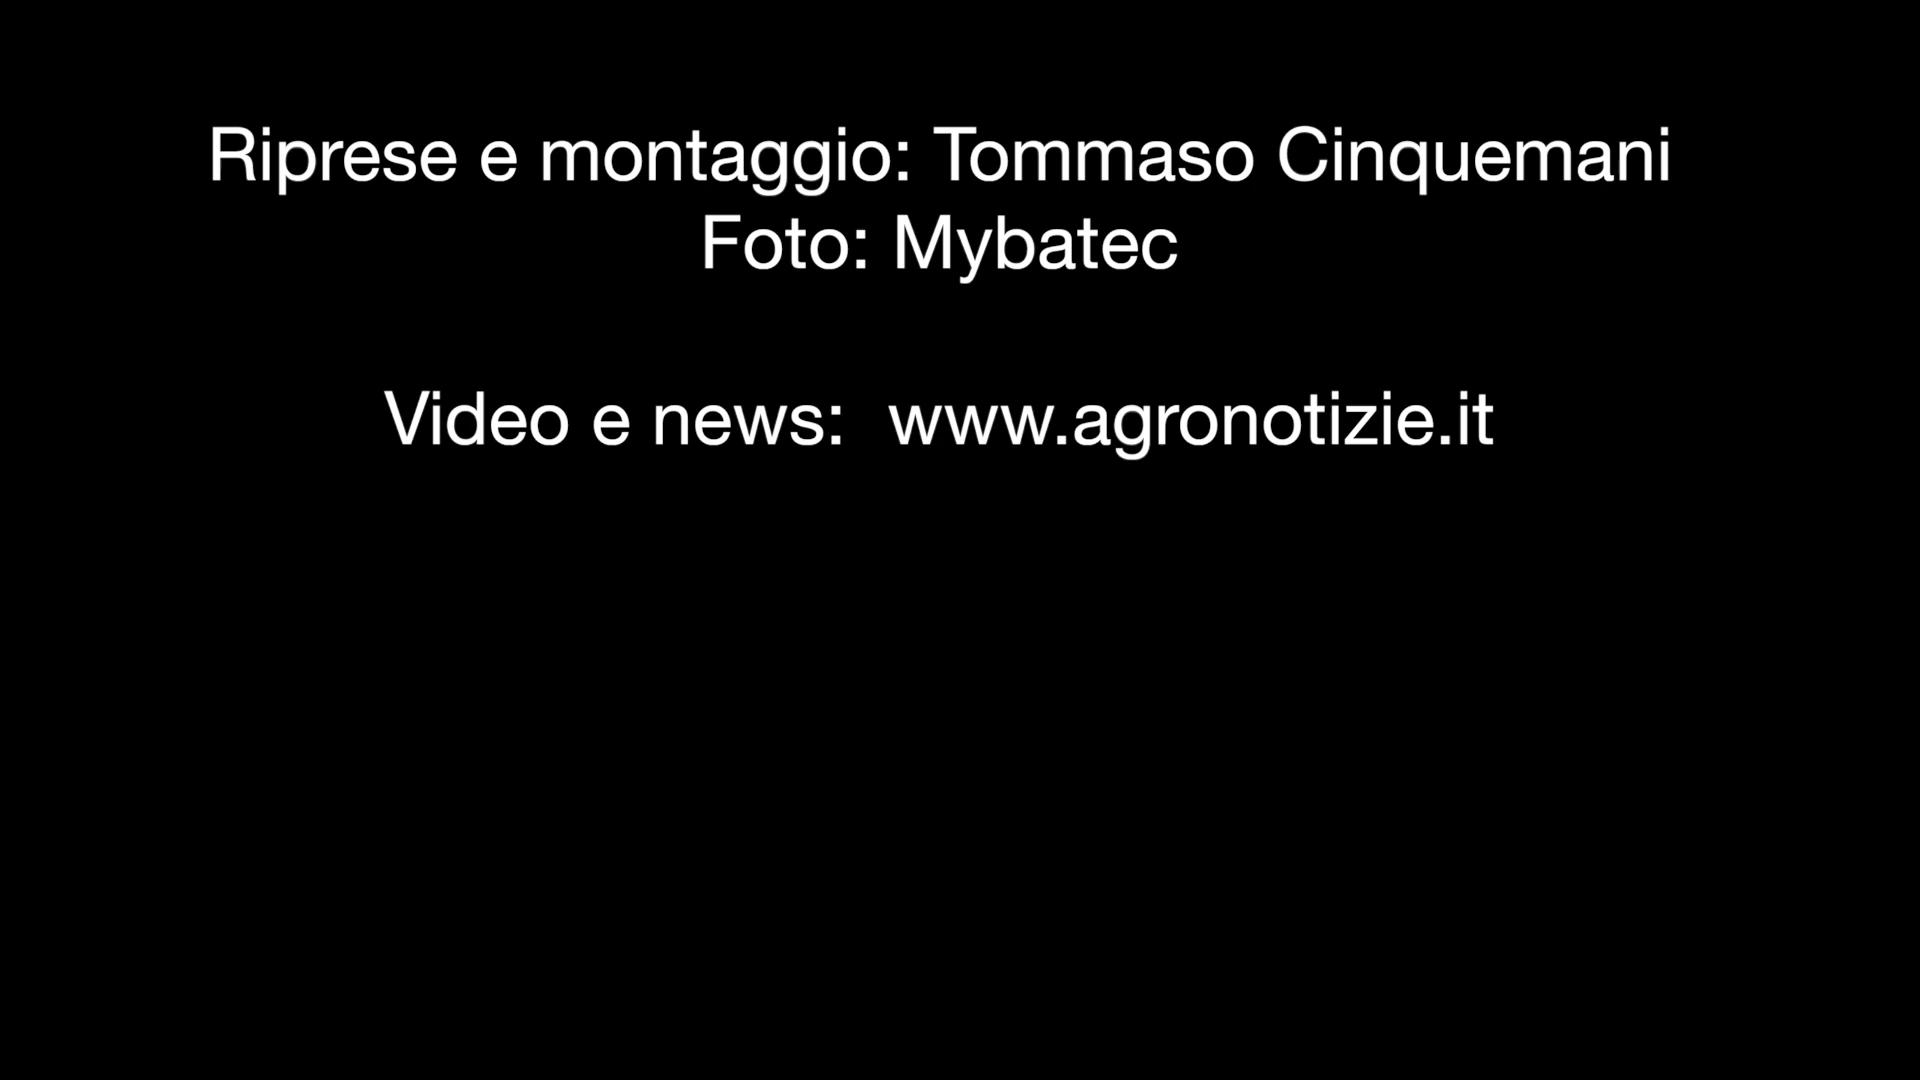 Riprese e montaggio: Tommaso Cinquemani
Foto: Mybatec
Video e news:  www.agronotizie.it